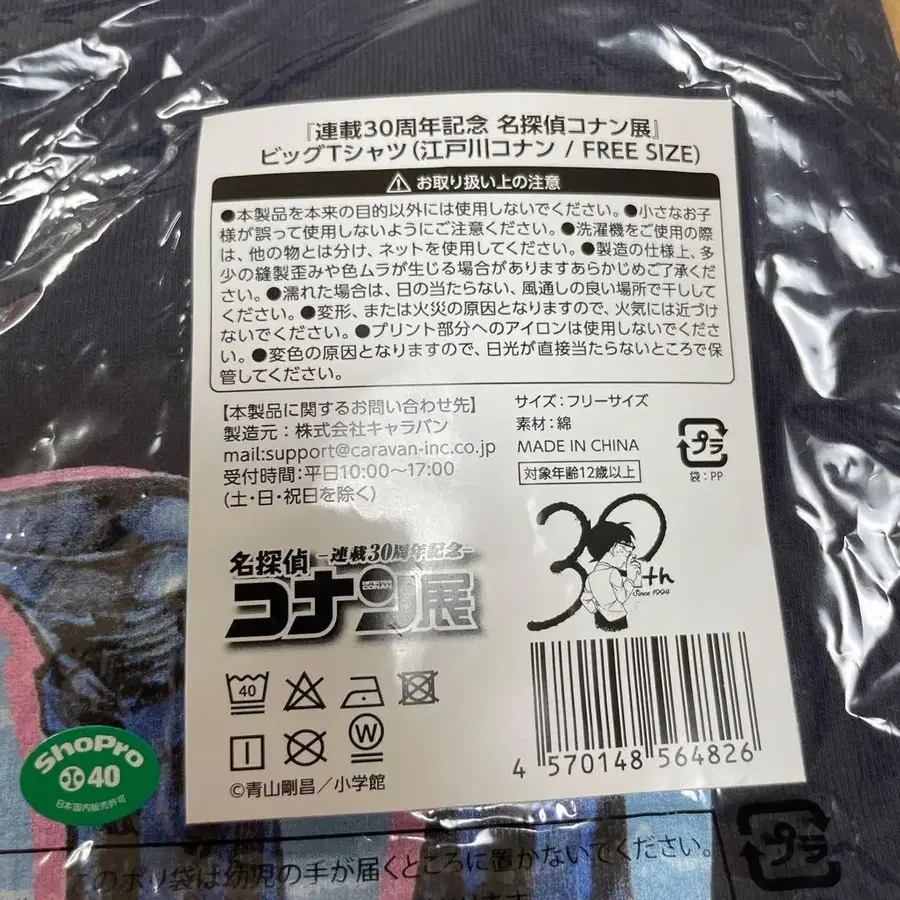 『連載30周年記念 名探偵コナン展』
ビッグTシャツ(江戸川コナン / FREE SIZE)
お取り扱い上の注意
●本製品を本来の目的以外には使用しないでください。●小さなお子
様が誤って使用しないようにご注意ください。●洗濯機をご使用の際
は、他の物とは分け、ネットを使用してください。●製造の仕様上、多
少の縫製歪みや色ムラが生じる場合がありますあらかじめご了承くだ
さい。●濡れた場合は、日の当たらない、風通しの良い場所で干してし
てください。●変形、または火災の原因となりますので、火気には近づけ
ないでください。●プリント部分へのアイロンは使用しないでくださ
い。●変色の原因となりますので、日光が直接当たらないところで保
管してください。
【本製品に関するお問い合わせ先】
製造元:株式会社キャラバン
mail:support@caravan-inc.co.jp
受付時間:平日10:00〜17:00
(土・日・祝日を除く)
サイズ:フリーサイズ
素材:綿
MADE IN CHINA
対象年齢12歳以上
プラ
袋:PP
名探偵 -連載30周年記念-
コナン展
30th
Since 1994
40
W
©青山剛昌/小学館
4 570148 564826
ShoPro
40
日本国内販売許可
プラ
このポリ袋は幼児の手が届くところに置かないでください。